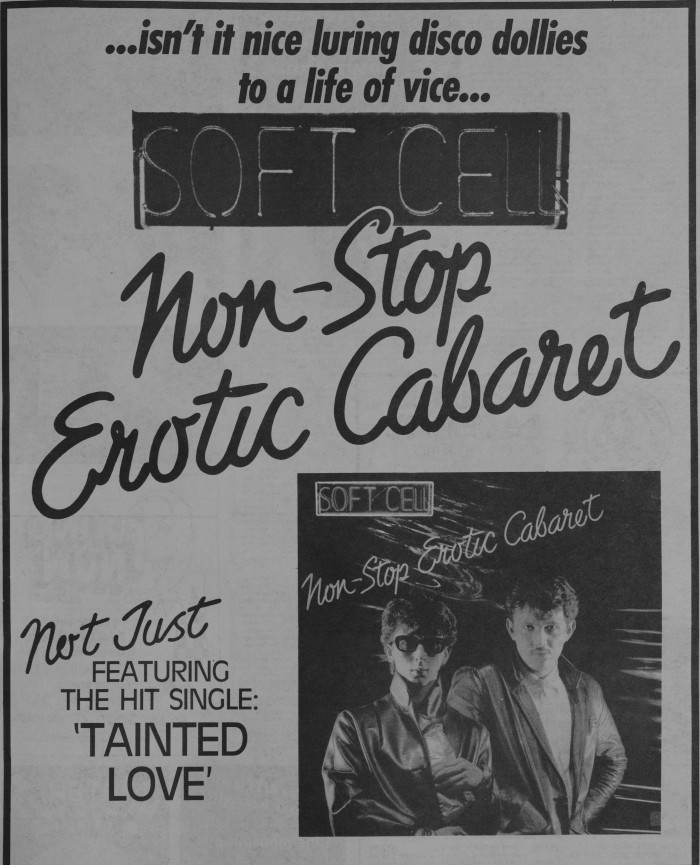 ...isn't it nice luring disco dollies
to a life of vice...
SOFT CELL
Non-Stop
Erotic Cabaret
SOFT CELL
Non-Stop Erotic Cabaret
Not Just
FEATURING
THE HIT SINGLE:
'TAINTED
LOVE'